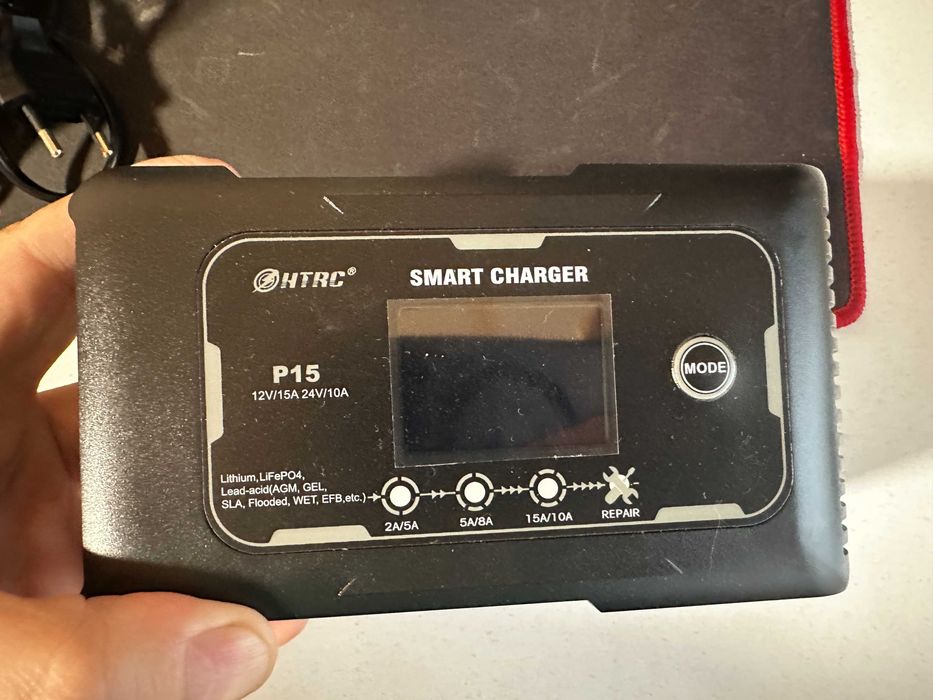 HTRC®
SMART CHARGER
P15
12V/15A 24V/10A
MODE
Lithium,LiFePO4,
Lead-acid(AGM, GEL,
SLA, Flooded, WET, EFB,etc.)
2A/5A
5A/8A
15A/10A
REPAIR